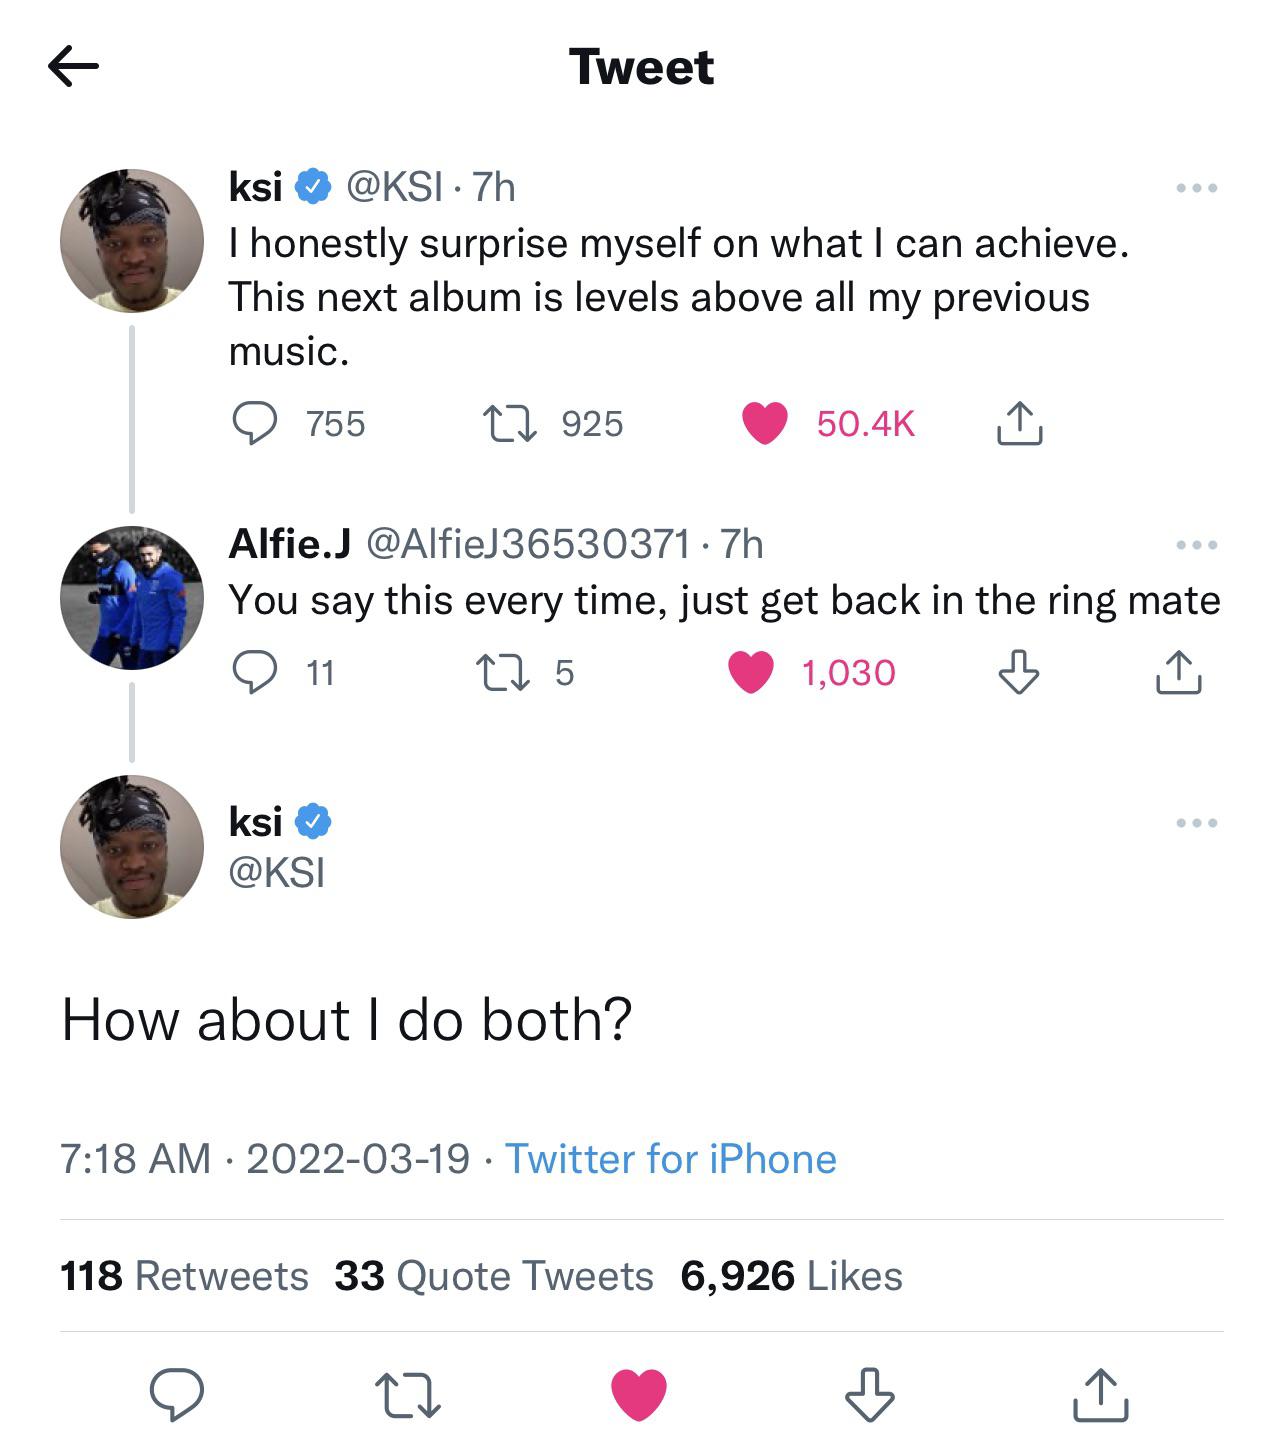 Tweet
ksi @KSI · 7h
I honestly surprise myself on what I can achieve.
This next album is levels above all my previous
music.
755 925 50.4K
Alfie.J @AlfieJ36530371 · 7h
You say this every time, just get back in the ring mate
11 5 1,030
ksi
@KSI
How about I do both?
7:18 AM · 2022-03-19 · Twitter for iPhone
118 Retweets 33 Quote Tweets 6,926 Likes